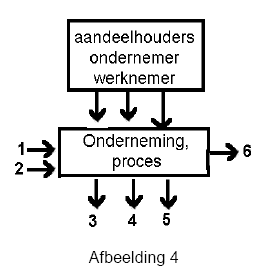 aandeelhouders
ondernemer
werknemer
1
Onderneming,
proces
6
2
3 4 5
Afbeelding 4